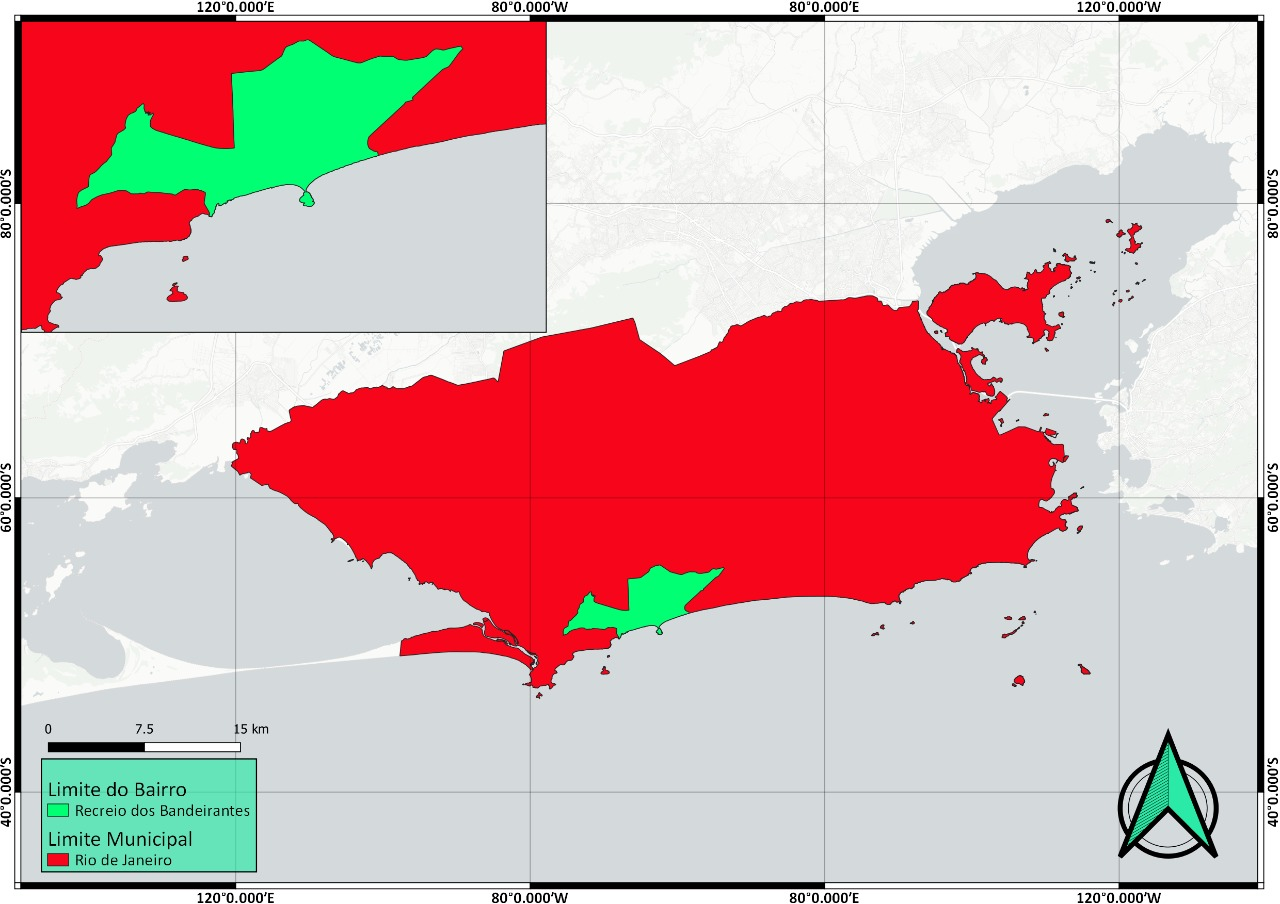 120°0.000′E 80°0.000′W 80°0.000′E 120°0.000′W
80°0.000′S 80°0.000′S
60°0.000′S 60°0.000′S
0 7.5 15 km
40°0.000′S 40°0.000′S
Limite do Bairro
Recreio dos Bandeirantes
Limite Municipal
Rio de Janeiro
120°0.000′E 80°0.000′W 80°0.000′E 120°0.000′W